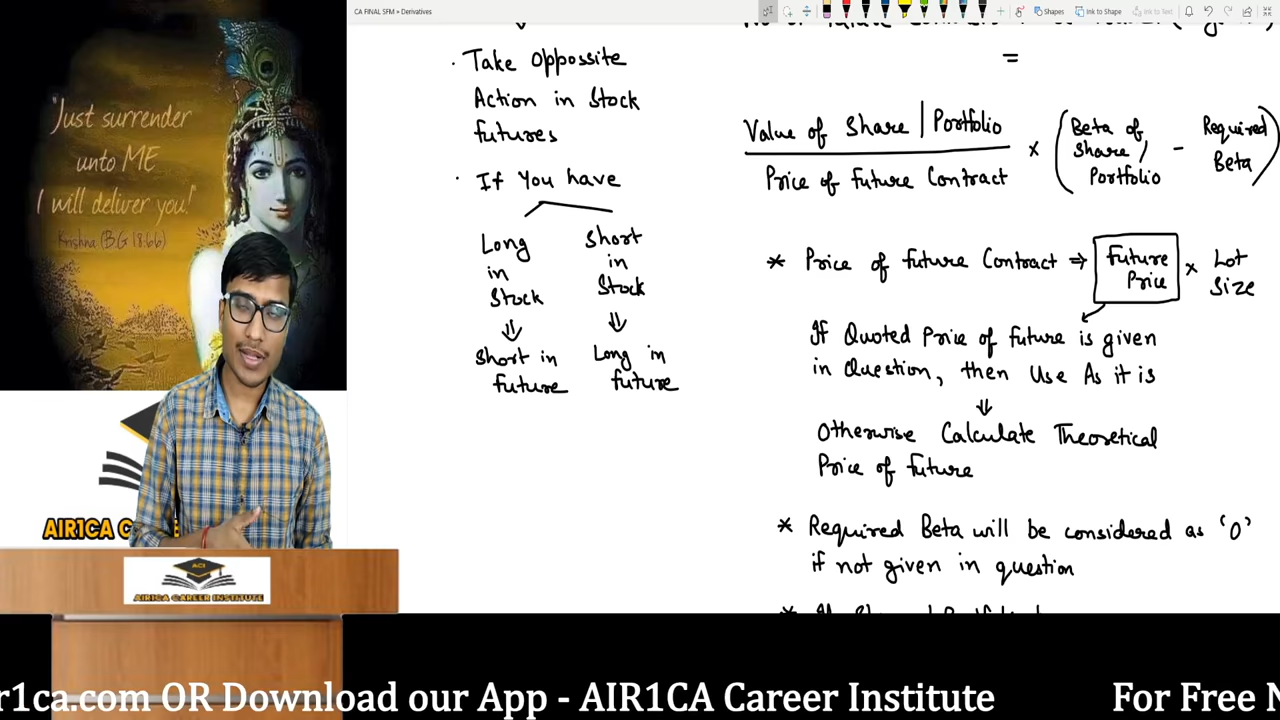 CA FINAL SFM » Derivatives
Shapes
Ink to Shape
Ink to Text
"Just surrender
unto ME
I will deliver you!"
Krishna (B.G 18:66)
· Take Oppossite
Action in Stock
futures
· If You have
Long
in
Stock
⇓
Short in
future
Short
in
Stock
⇓
Long in
future
=
Value of Share | Portfolio
Price of future Contract
× (Beta of
Share/
Portfolio
- Required
Beta)
* Price of future Contract ⇒ Future
Price
× Lot
Size
If Quoted Price of future is given
in Question, then Use As it is
⇓
Otherwise Calculate Theoretical
Price of future
* Required Beta will be considered as '0'
if not given in question
AIR1CA C
ACI
AIR1CA CAREER INSTITUTE
r1ca.com OR Download our App - AIR1CA Career Institute
For Free